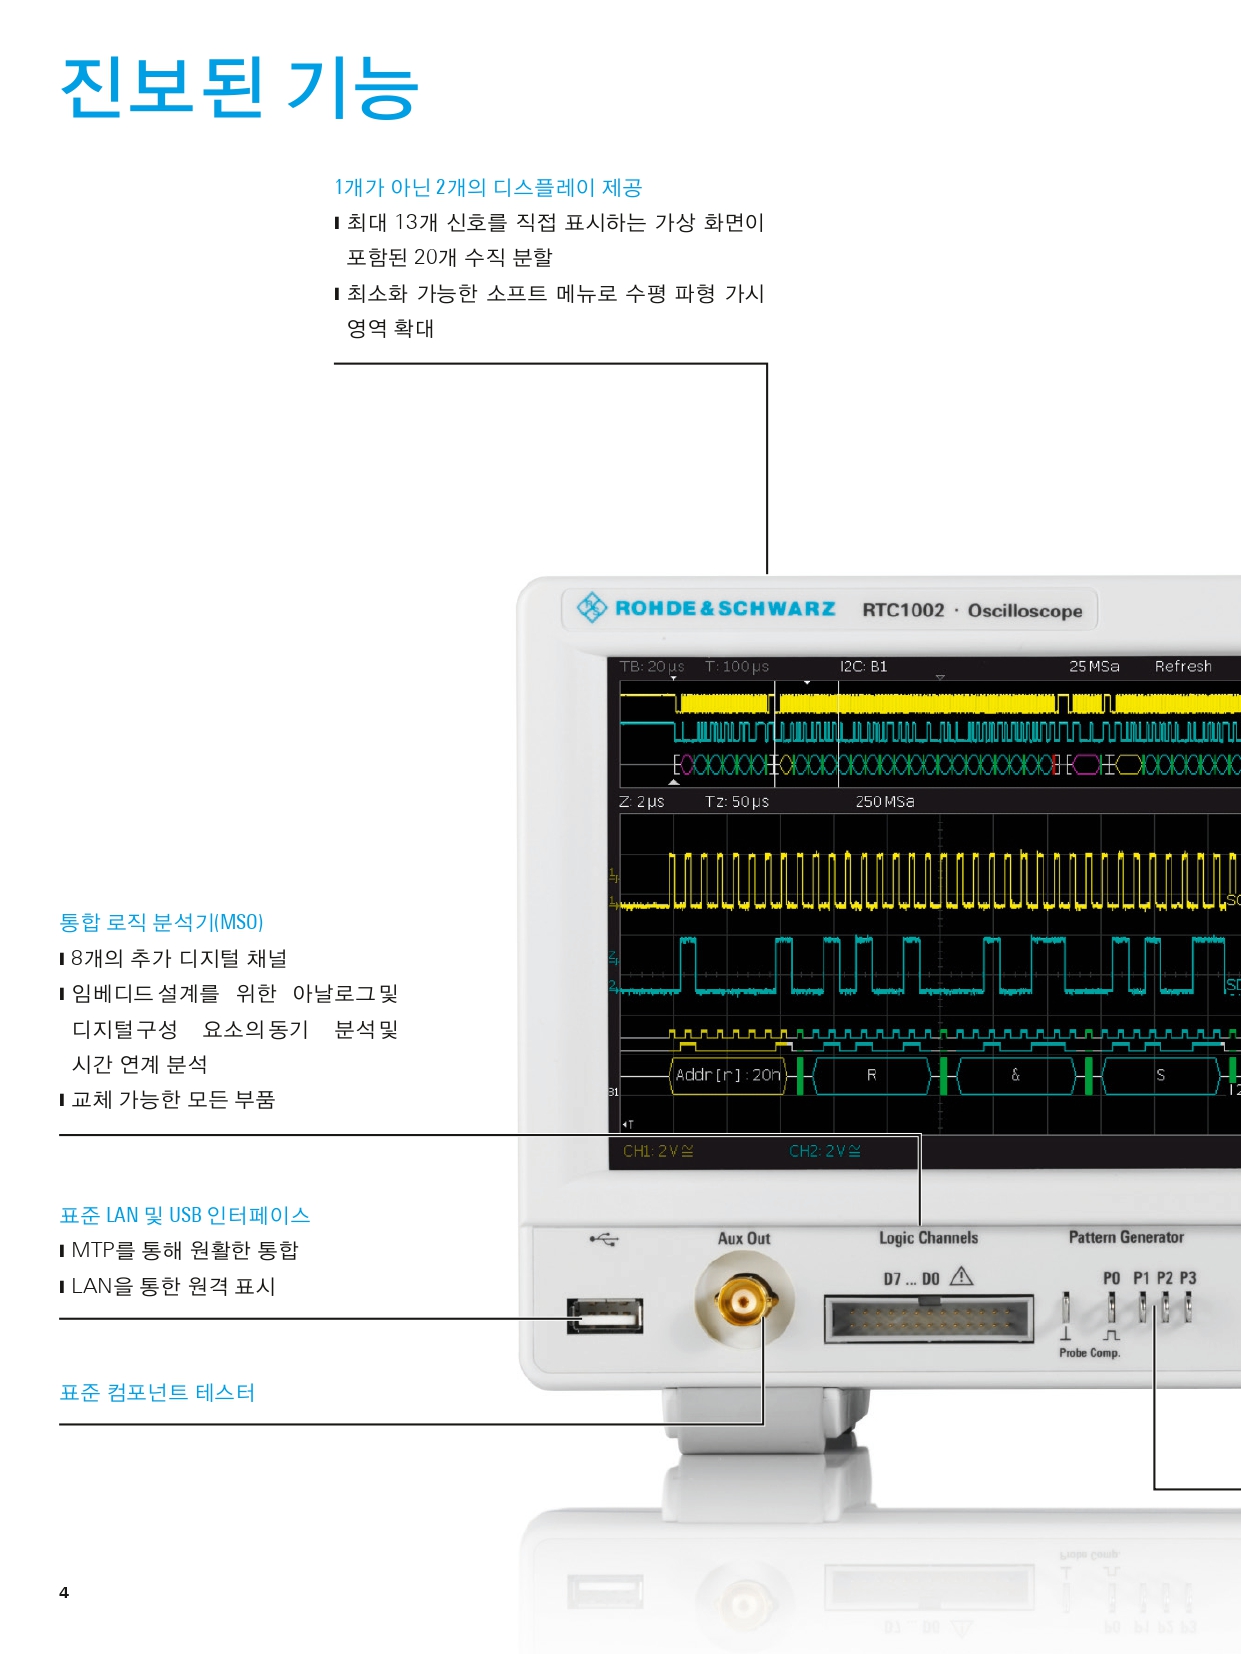 진보된 기능
1개가 아닌 2개의 디스플레이 제공
최대 13개 신호를 직접 표시하는 가상 화면이
포함된 20개 수직 분할
최소화 가능한 소프트 메뉴로 수평 파형 가시
영역 확대
ROHDE & SCHWARZ RTC1002 · Oscilloscope
TB: 20 µs T: 100 µs I2C: B1 25 MSa Refresh
Z: 2 µs Tz: 50 µs 250 MSa
통합 로직 분석기(MSO)
8개의 추가 디지털 채널
임베디드 설계를 위한 아날로그 및
디지털 구성 요소의 동기 분석 및
시간 연계 분석
교체 가능한 모든 부품
Addr[r]: 20h R & S
B1
CH1: 2 V CH2: 2 V
표준 LAN 및 USB 인터페이스
MTP를 통해 원활한 통합
LAN을 통한 원격 표시
Aux Out Logic Channels Pattern Generator
D7 ... D0 P0 P1 P2 P3
Probe Comp.
표준 컴포넌트 테스터
4